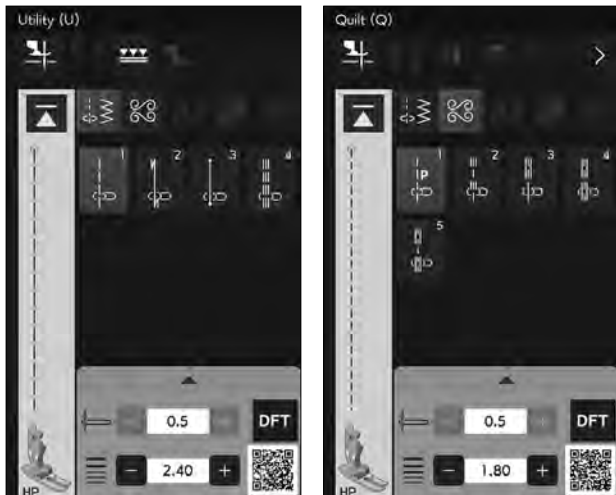 Utility (U)
1 2 3 4
0.5 DFT
− 2.40 +
HP
Quilt (Q)
>
1 2 3 4
P
5
0.5 DFT
− 1.80 +
HP